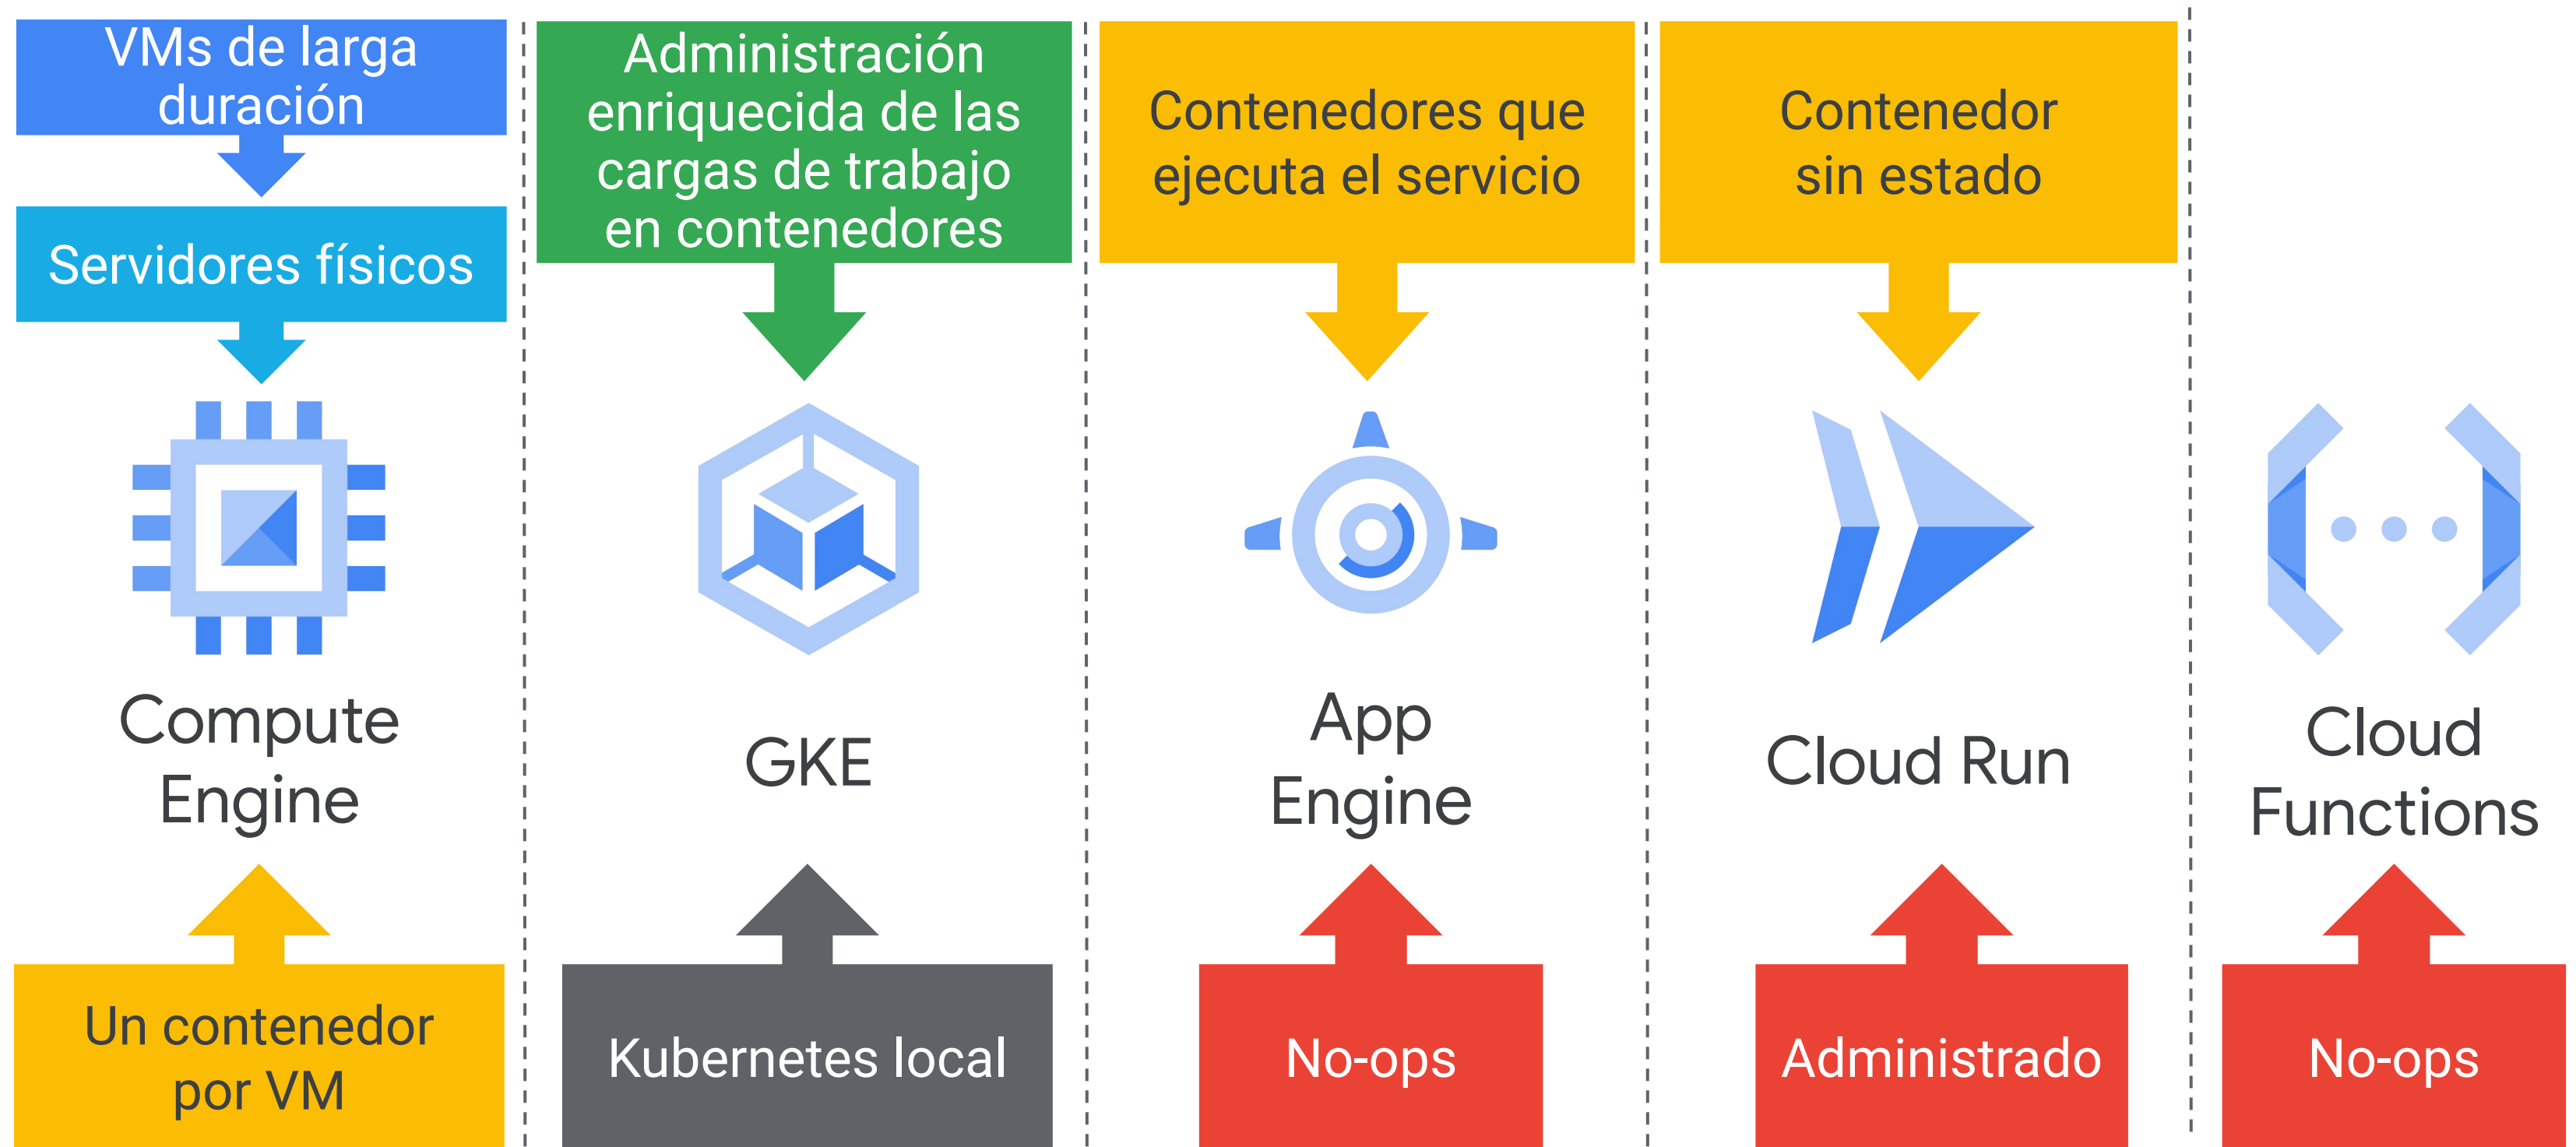 VMs de larga
duración
Servidores físicos
Compute
Engine
Un contenedor
por VM
Administración
enriquecida de las
cargas de trabajo
en contenedores
GKE
Kubernetes local
Contenedores que
ejecuta el servicio
App
Engine
No-ops
Contenedor
sin estado
Cloud Run
Administrado
Cloud
Functions
No-ops